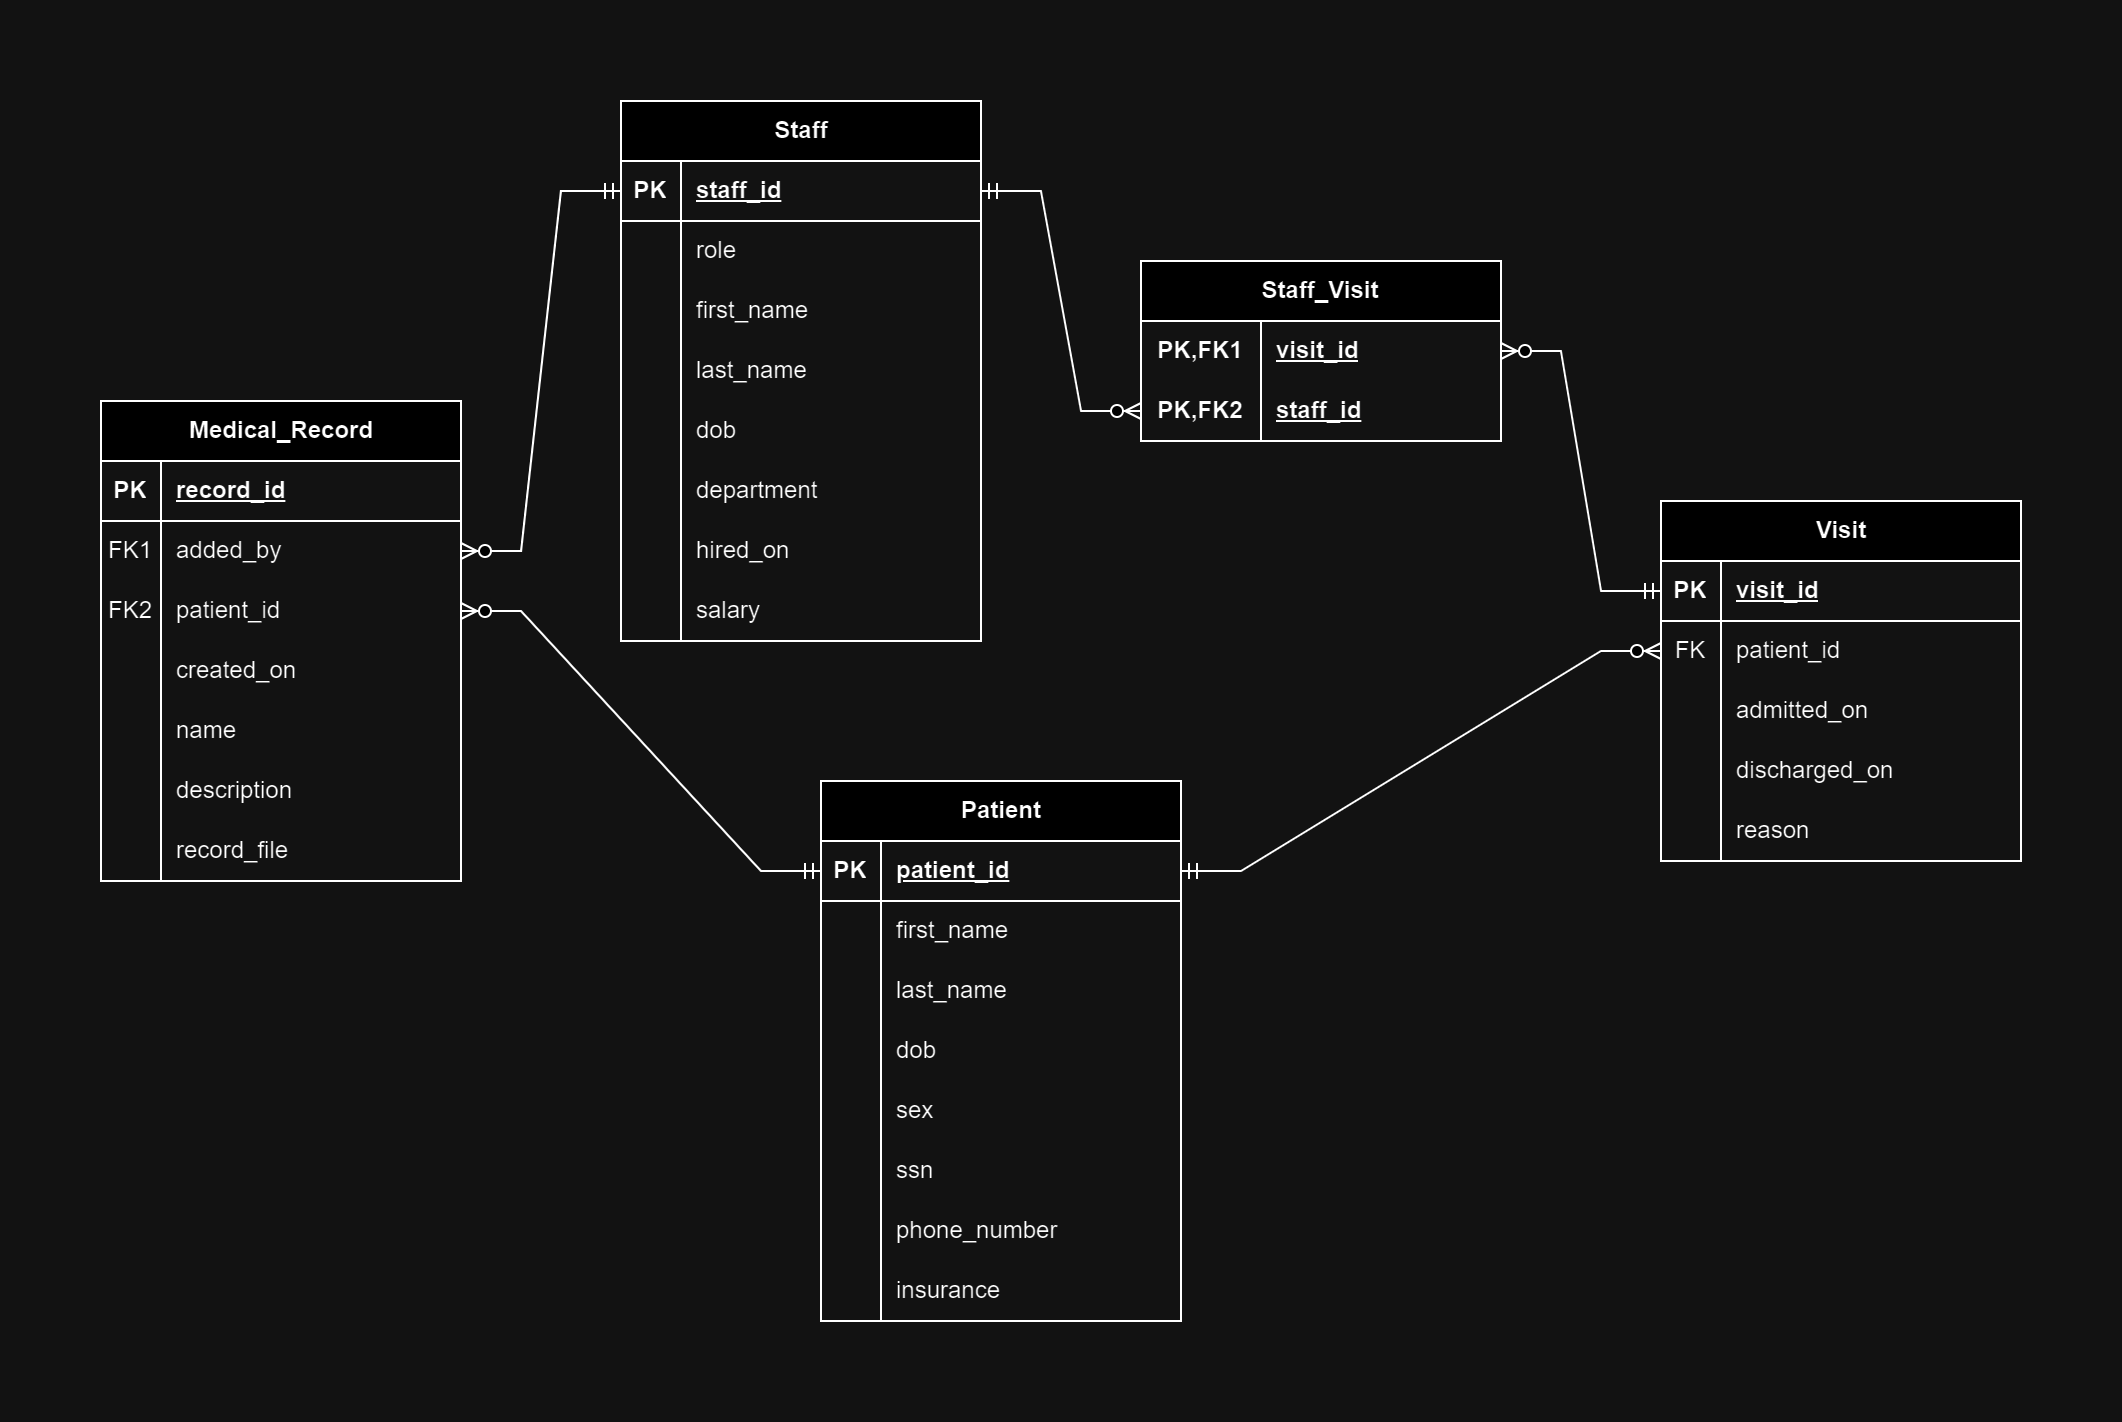 Staff
PK staff_id
role
first_name
last_name
dob
department
hired_on
salary
Staff_Visit
PK,FK1 visit_id
PK,FK2 staff_id
Medical_Record
PK record_id
FK1 added_by
FK2 patient_id
created_on
name
description
record_file
Visit
PK visit_id
FK patient_id
admitted_on
discharged_on
reason
Patient
PK patient_id
first_name
last_name
dob
sex
ssn
phone_number
insurance